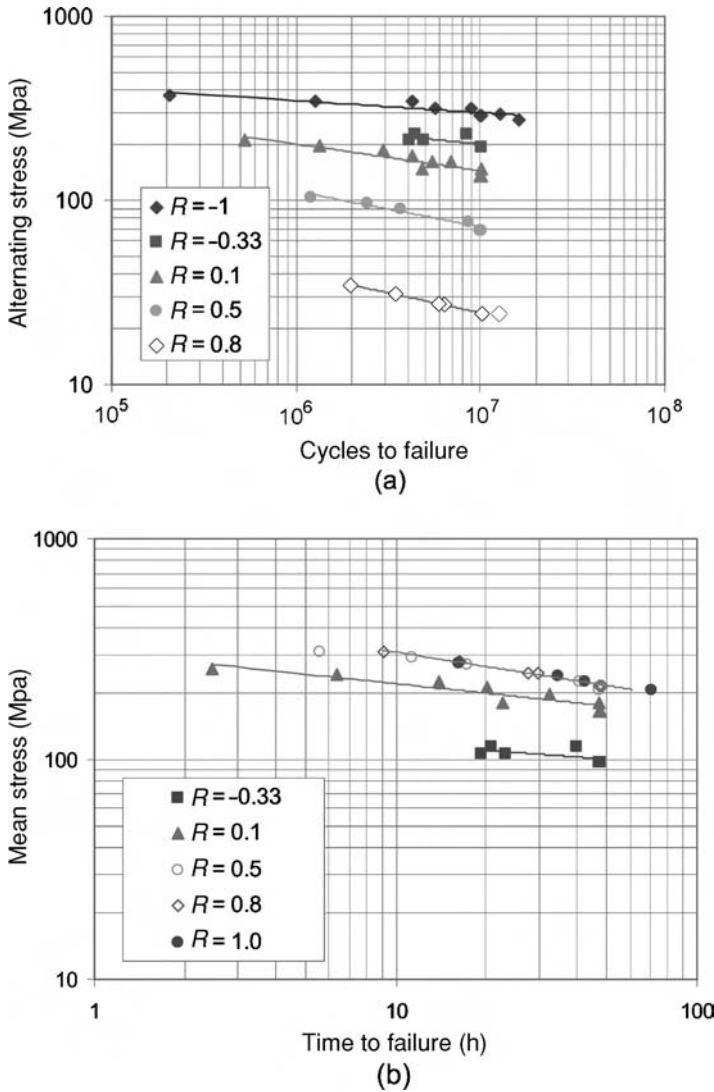 1000
100
10
Alternating stress (Mpa)
R = -1
R = -0.33
R = 0.1
R = 0.5
R = 0.8
10^5 10^6 10^7 10^8
Cycles to failure
(a)
1000
100
10
Mean stress (Mpa)
R = -0.33
R = 0.1
R = 0.5
R = 0.8
R = 1.0
1 10 100
Time to failure (h)
(b)